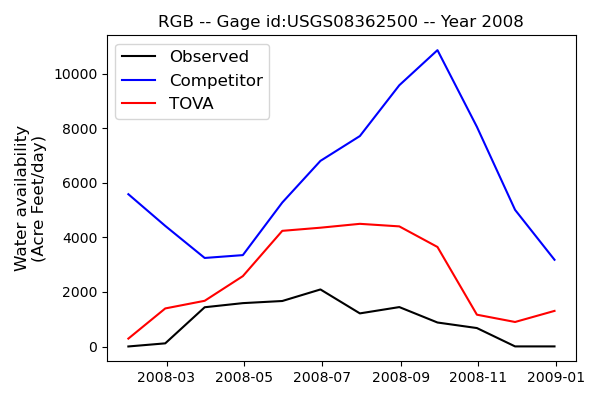 RGB -- Gage id:USGS08362500 -- Year 2008
Observed
Competitor
TOVA
Water availability
(Acre Feet/day)
10000
8000
6000
4000
2000
0
2008-03 2008-05 2008-07 2008-09 2008-11 2009-01